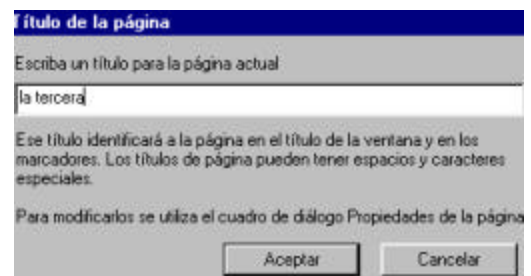 Título de la página
Escriba un título para la página actual
la tercera
Ese título identificará a la página en el título de la ventana y en los
marcadores. Los títulos de página pueden tener espacios y caracteres
especiales.
Para modificarlos se utiliza el cuadro de diálogo Propiedades de la página
Aceptar Cancelar